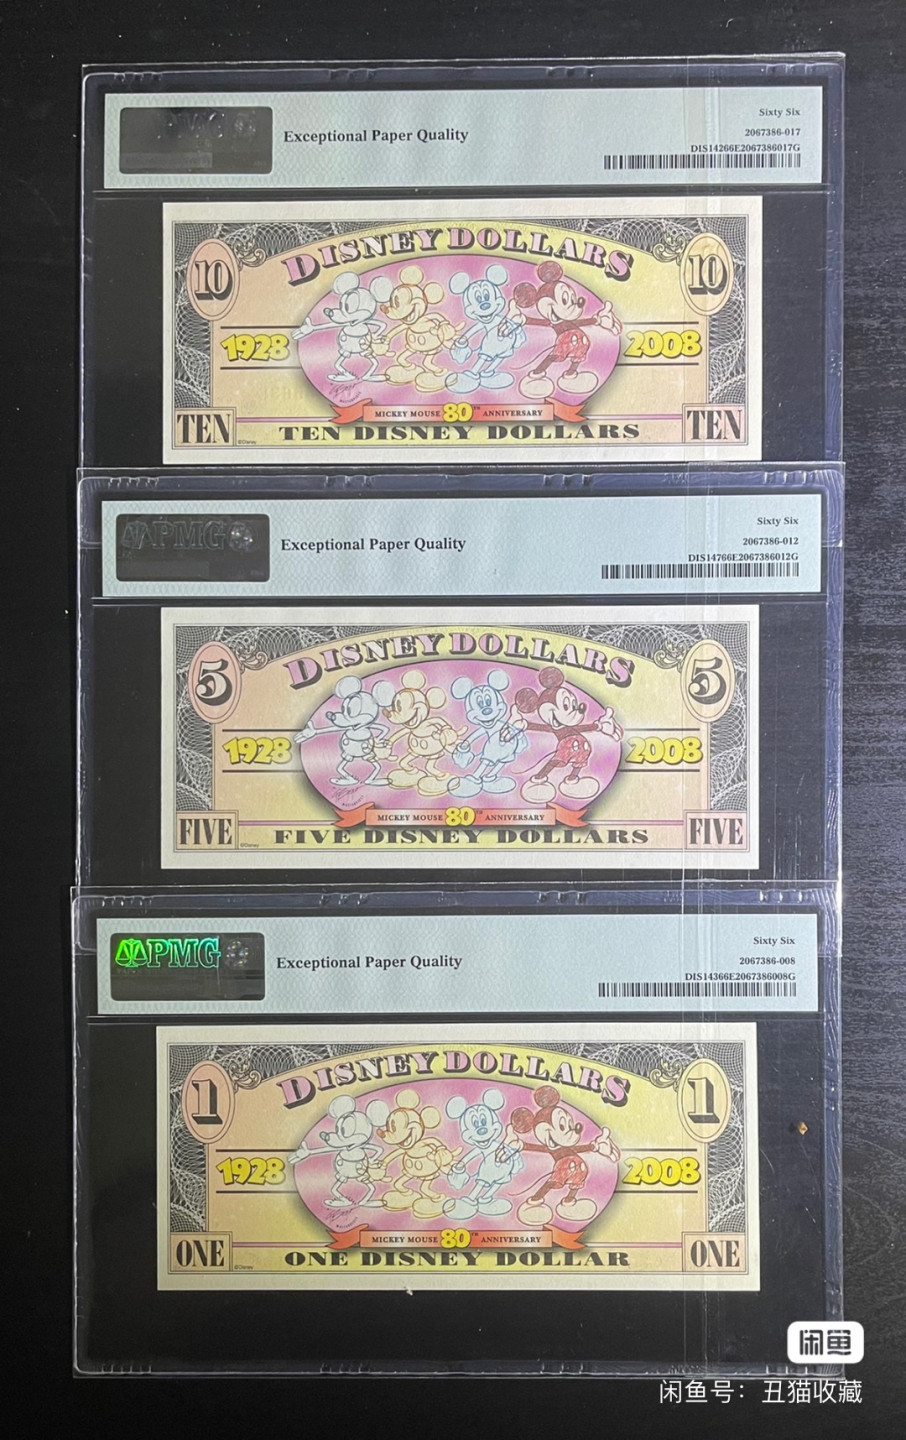 PMG
Exceptional Paper Quality
Sixty Six
2067386-017
DIS14266E2067386017G
DISNEY DOLLARS
10
10
1928
2008
MICKEY MOUSE 80TH ANNIVERSARY
TEN
TEN DISNEY DOLLARS
TEN
©Disney
PMG
Exceptional Paper Quality
Sixty Six
2067386-012
DIS14766E2067386012G
DISNEY DOLLARS
5
5
1928
2008
MICKEY MOUSE 80TH ANNIVERSARY
FIVE
FIVE DISNEY DOLLARS
FIVE
©Disney
PMG
Exceptional Paper Quality
Sixty Six
2067386-008
DIS14366E2067386008G
DISNEY DOLLARS
1
1
1928
2008
MICKEY MOUSE 80TH ANNIVERSARY
ONE
ONE DISNEY DOLLAR
ONE
©Disney
闲鱼
闲鱼号：丑猫收藏